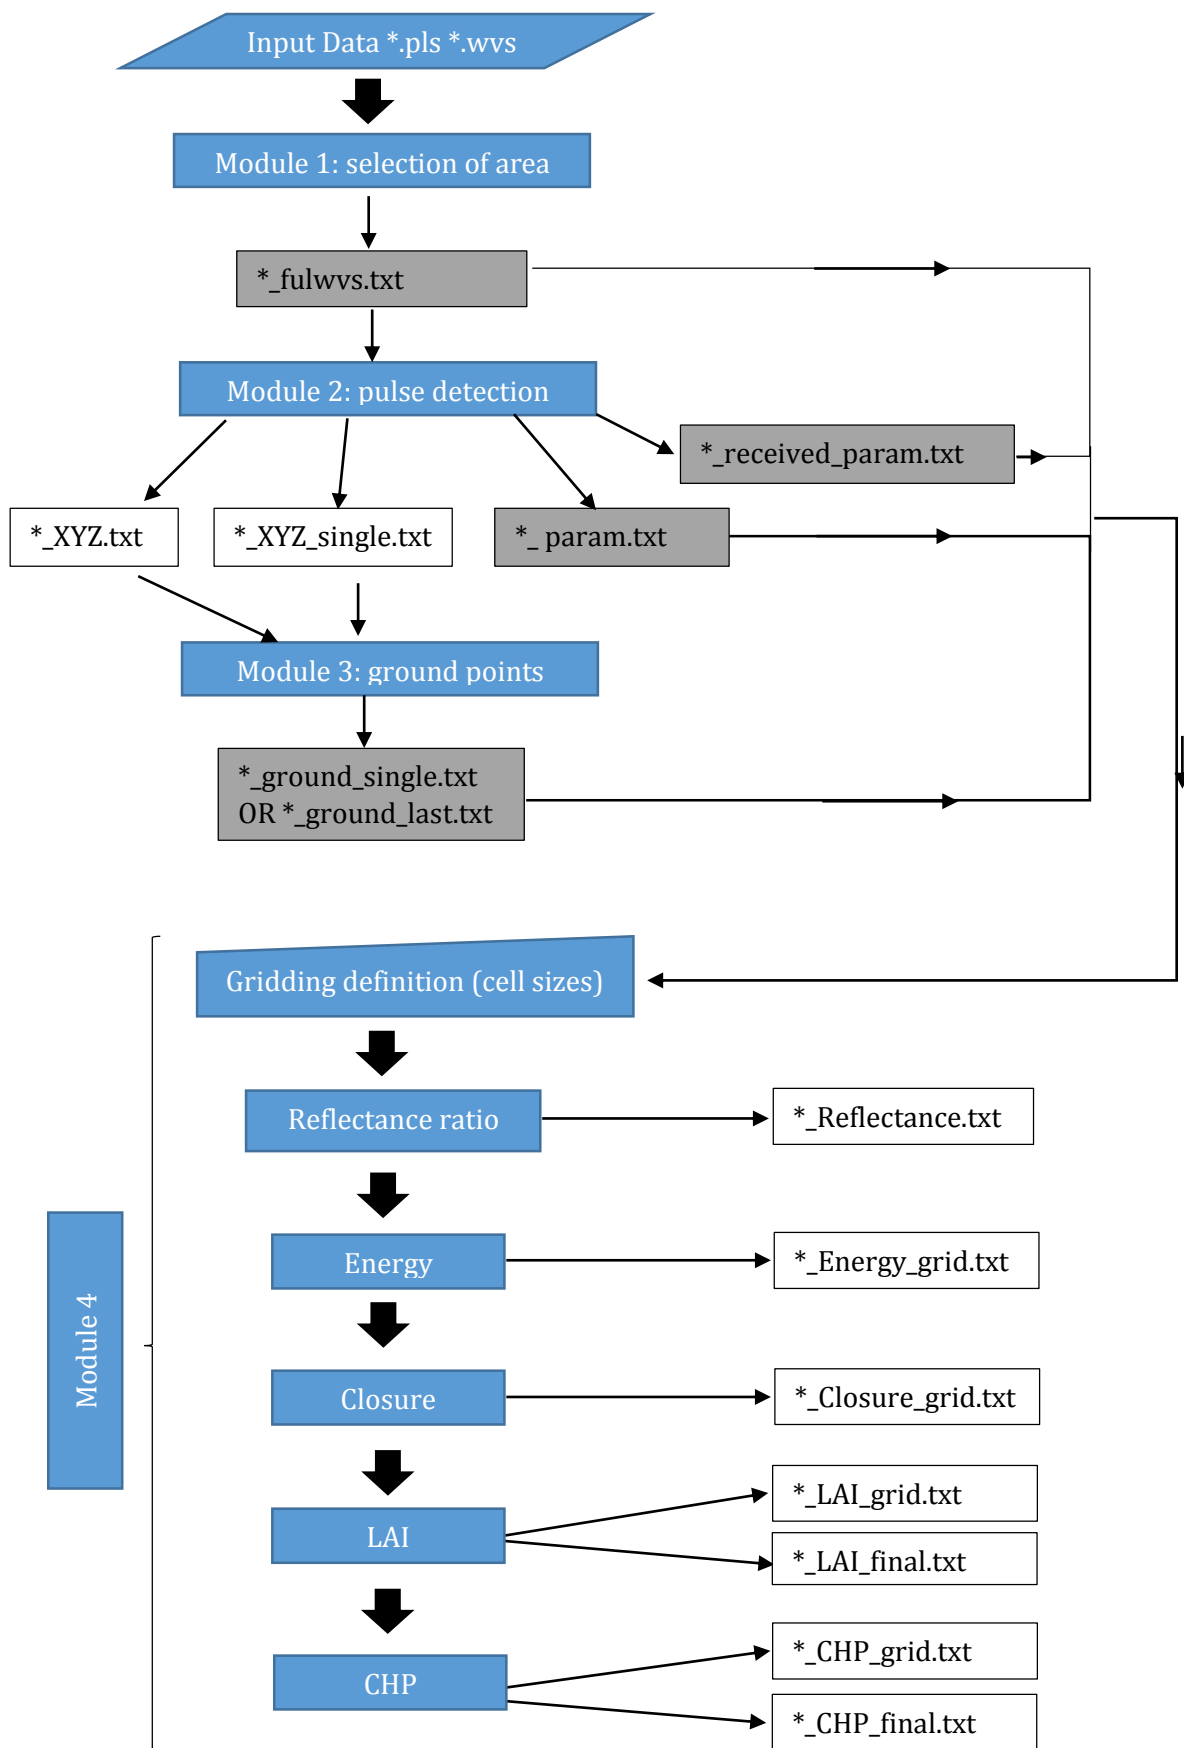 Input Data *.pls *.wvs
Module 1: selection of area
*_fulwvs.txt
Module 2: pulse detection
*_received_param.txt
*_XYZ.txt
*_XYZ_single.txt
*_ param.txt
Module 3: ground points
*_ground_single.txt
OR *_ground_last.txt
Gridding definition (cell sizes)
Reflectance ratio
*_Reflectance.txt
Module 4
Energy
*_Energy_grid.txt
Closure
*_Closure_grid.txt
LAI
*_LAI_grid.txt
*_LAI_final.txt
CHP
*_CHP_grid.txt
*_CHP_final.txt